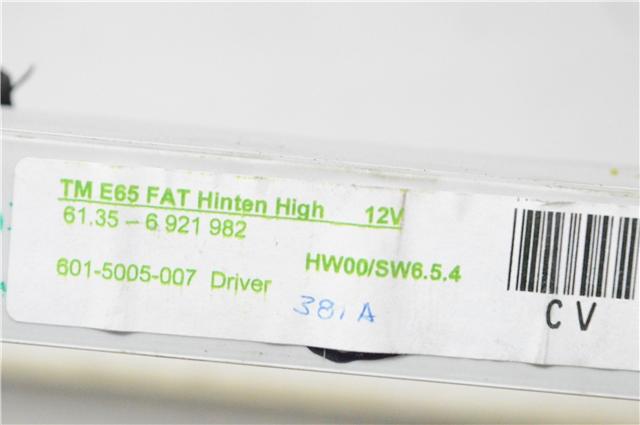 TM E65 FAT Hinten High 12V
61.35 - 6 921 982
HW00/SW6.5.4
601-5005-007 Driver
381 A
CV